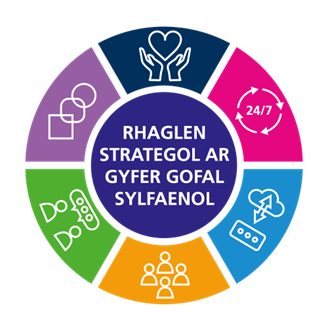 24/7
RHAGLEN
STRATEGOL AR
GYFER GOFAL
SYLFAENOL